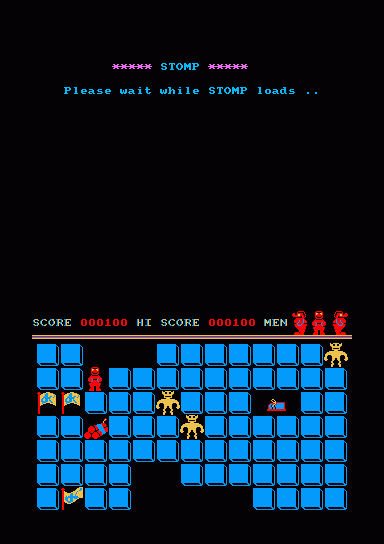 ***** STOMP *****
Please wait while STOMP loads ..
SCORE 000100 HI SCORE 000100 MEN